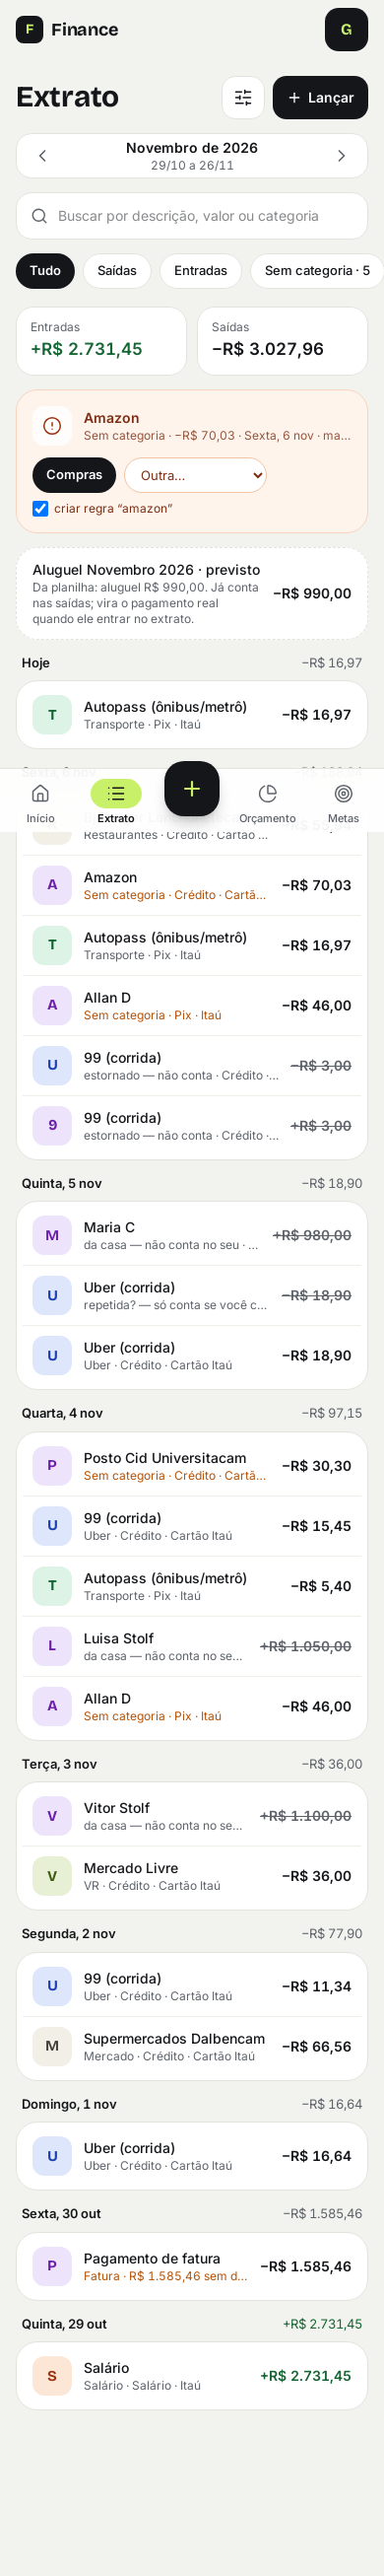 F Finance
G
Extrato
+ Lançar
Novembro de 2026
29/10 a 26/11
Buscar por descrição, valor ou categoria
Tudo Saídas Entradas Sem categoria · 5
Entradas
+R$ 2.731,45
Saídas
−R$ 3.027,96
Amazon
Sem categoria · −R$ 70,03 · Sexta, 6 nov · ma...
Compras Outra...
criar regra “amazon”
Aluguel Novembro 2026 · previsto
Da planilha: aluguel R$ 990,00. Já conta
nas saídas; vira o pagamento real
quando ele entrar no extrato.
−R$ 990,00
Hoje −R$ 16,97
T
Autopass (ônibus/metrô)
Transporte · Pix · Itaú
−R$ 16,97
Início
Extrato
+
Orçamento
Metas
Restaurantes · Crédito · Cartão ...
A
Amazon
Sem categoria · Crédito · Cartã...
−R$ 70,03
T
Autopass (ônibus/metrô)
Transporte · Pix · Itaú
−R$ 16,97
A
Allan D
Sem categoria · Pix · Itaú
−R$ 46,00
U
99 (corrida)
estornado — não conta · Crédito ·...
−R$ 3,00
9
99 (corrida)
estornado — não conta · Crédito ·...
+R$ 3,00
Quinta, 5 nov −R$ 18,90
M
Maria C
da casa — não conta no seu · ...
+R$ 980,00
U
Uber (corrida)
repetida? — só conta se você c...
−R$ 18,90
U
Uber (corrida)
Uber · Crédito · Cartão Itaú
−R$ 18,90
Quarta, 4 nov −R$ 97,15
P
Posto Cid Universitacam
Sem categoria · Crédito · Cartã...
−R$ 30,30
U
99 (corrida)
Uber · Crédito · Cartão Itaú
−R$ 15,45
T
Autopass (ônibus/metrô)
Transporte · Pix · Itaú
−R$ 5,40
L
Luisa Stolf
da casa — não conta no se...
+R$ 1.050,00
A
Allan D
Sem categoria · Pix · Itaú
−R$ 46,00
Terça, 3 nov −R$ 36,00
V
Vitor Stolf
da casa — não conta no se...
+R$ 1.100,00
V
Mercado Livre
VR · Crédito · Cartão Itaú
−R$ 36,00
Segunda, 2 nov −R$ 77,90
U
99 (corrida)
Uber · Crédito · Cartão Itaú
−R$ 11,34
M
Supermercados Dalbencam
Mercado · Crédito · Cartão Itaú
−R$ 66,56
Domingo, 1 nov −R$ 16,64
U
Uber (corrida)
Uber · Crédito · Cartão Itaú
−R$ 16,64
Sexta, 30 out −R$ 1.585,46
P
Pagamento de fatura
Fatura · R$ 1.585,46 sem d...
−R$ 1.585,46
Quinta, 29 out +R$ 2.731,45
S
Salário
Salário · Salário · Itaú
+R$ 2.731,45